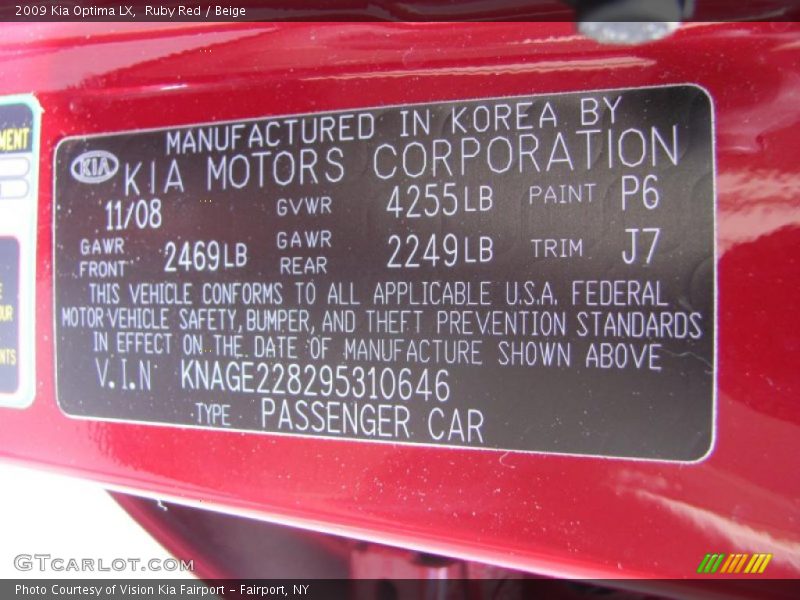 2009 Kia Optima LX, Ruby Red / Beige
MENT
MANUFACTURED IN KOREA BY
KIA KIA MOTORS CORPORATION
11/08 GVWR 4255LB PAINT P6
GAWR FRONT 2469LB GAWR REAR 2249LB TRIM J7
THIS VEHICLE CONFORMS TO ALL APPLICABLE U.S.A. FEDERAL
MOTOR VEHICLE SAFETY, BUMPER, AND THEFT PREVENTION STANDARDS
IN EFFECT ON THE DATE OF MANUFACTURE SHOWN ABOVE
V.I.N KNAGE228295310646
TYPE PASSENGER CAR
GTCARLOT.COM
Photo Courtesy of Vision Kia Fairport - Fairport, NY